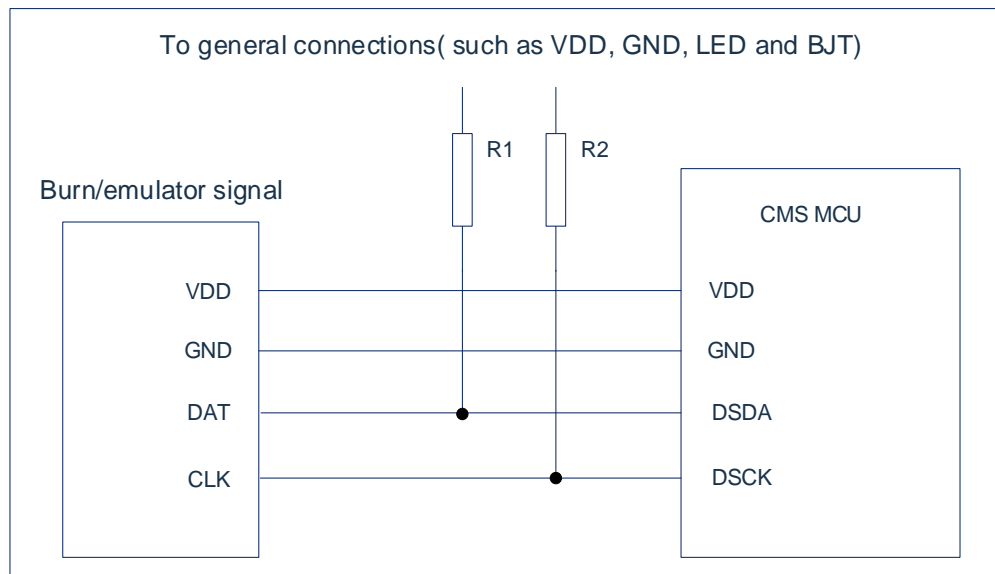 To general connections( such as VDD, GND, LED and BJT)
R1
R2
Burn/emulator signal
CMS MCU
VDD
VDD
GND
GND
DAT
DSDA
CLK
DSCK